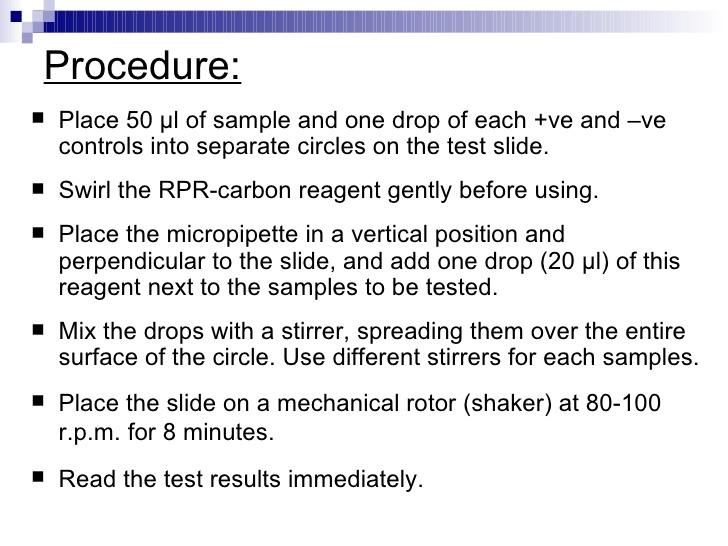 Procedure:
■ Place 50 µl of sample and one drop of each +ve and –ve
controls into separate circles on the test slide.
■ Swirl the RPR-carbon reagent gently before using.
■ Place the micropipette in a vertical position and
perpendicular to the slide, and add one drop (20 µl) of this
reagent next to the samples to be tested.
■ Mix the drops with a stirrer, spreading them over the entire
surface of the circle. Use different stirrers for each samples.
■ Place the slide on a mechanical rotor (shaker) at 80-100
r.p.m. for 8 minutes.
■ Read the test results immediately.